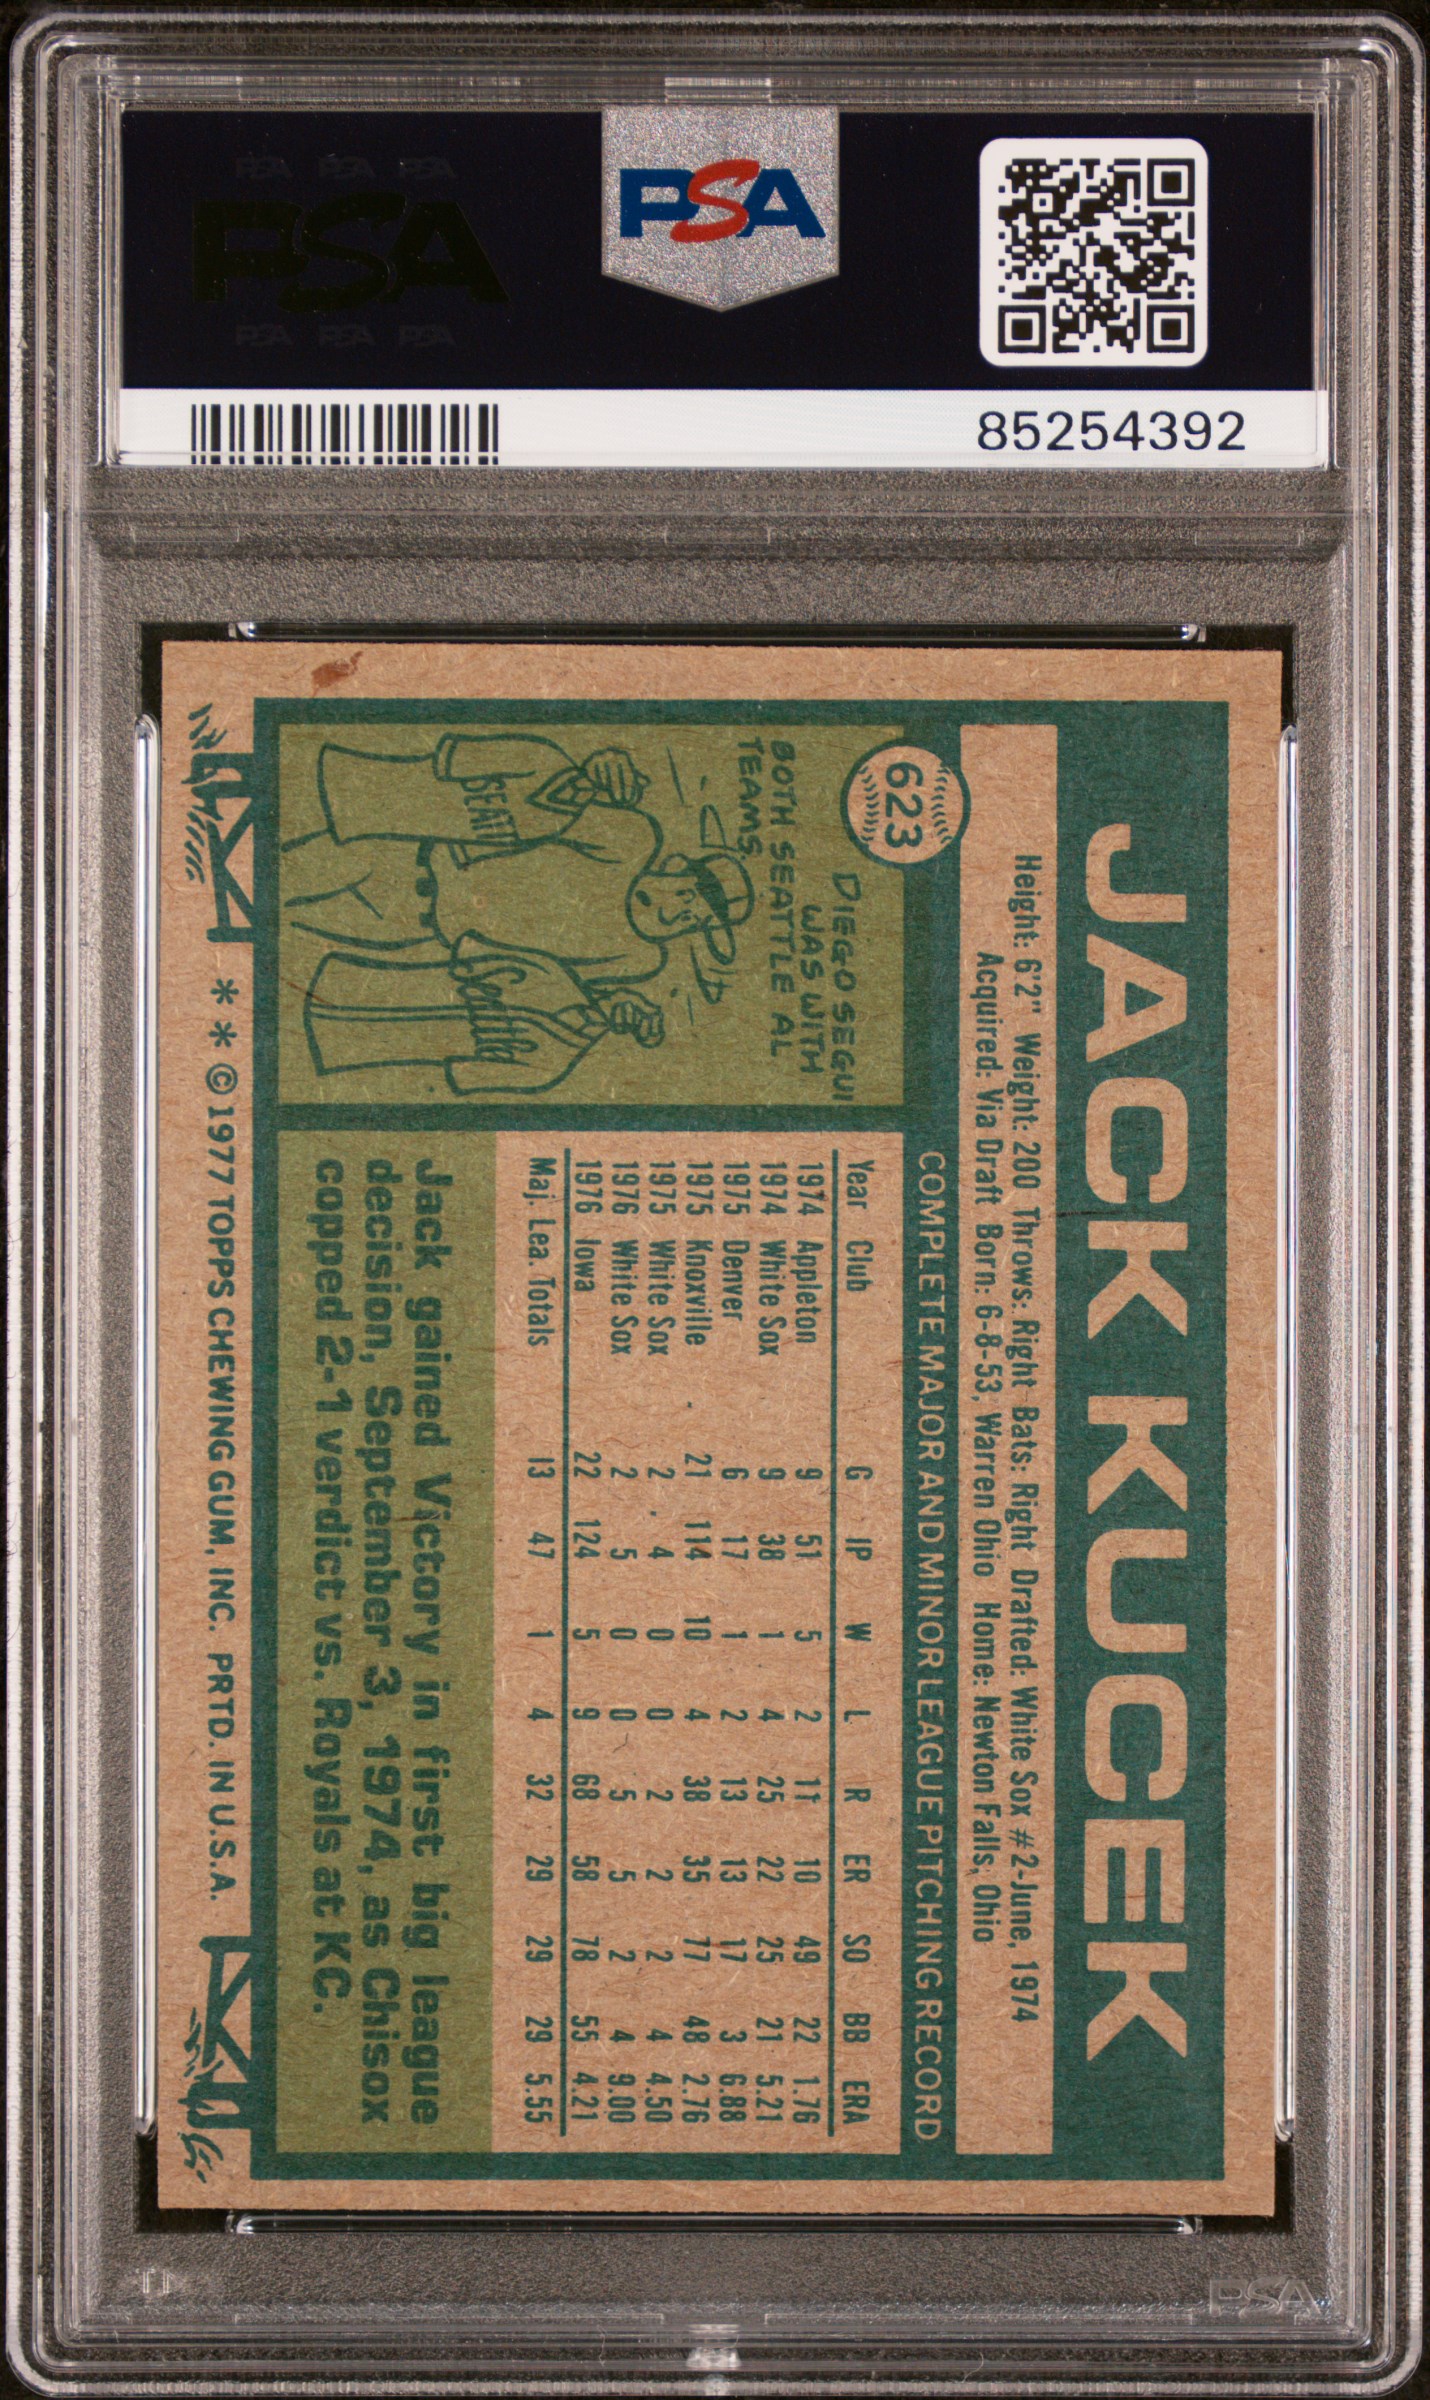 PSA PSA PSA
PSA
PSA PSA PSA
PSA
85254392
JACK KUCEK
Height: 6'2" Weight: 200 Throws: Right Bats: Right Drafted: White Sox #2-June, 1974
Acquired: Via Draft Born: 6-8-53, Warren Ohio Home: Newton Falls, Ohio
623
COMPLETE MAJOR AND MINOR LEAGUE PITCHING RECORD
DIEGO SEGUI
WAS WITH
BOTH SEATTLE AL
TEAMS.
SEATTL
Seattle
Year Club G IP W L R ER SO BB ERA
1974 Appleton 9 51 5 2 11 10 49 22 1.76
1974 White Sox 9 38 1 4 25 22 25 21 5.21
1975 Denver 6 17 1 2 13 13 17 3 6.88
1975 Knoxville 21 114 10 4 38 35 77 48 2.76
1975 White Sox 2 4 0 0 2 2 2 4 4.50
1976 White Sox 2 5 0 0 5 5 2 4 9.00
1976 Iowa 22 124 5 9 68 58 78 55 4.21
Maj. Lea. Totals 13 47 1 4 32 29 29 29 5.55
Jack gained Victory in first big league
decision, September 3, 1974, as Chisox
copped 2-1 verdict vs. Royals at KC.
* * © 1977 TOPPS CHEWING GUM, INC. PRTD. IN U.S.A.
PSA